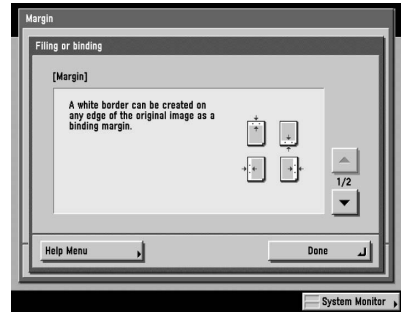 Margin
Filing or binding
[Margin]
A white border can be created on
any edge of the original image as a
binding margin.
1/2
Help Menu
Done
System Monitor